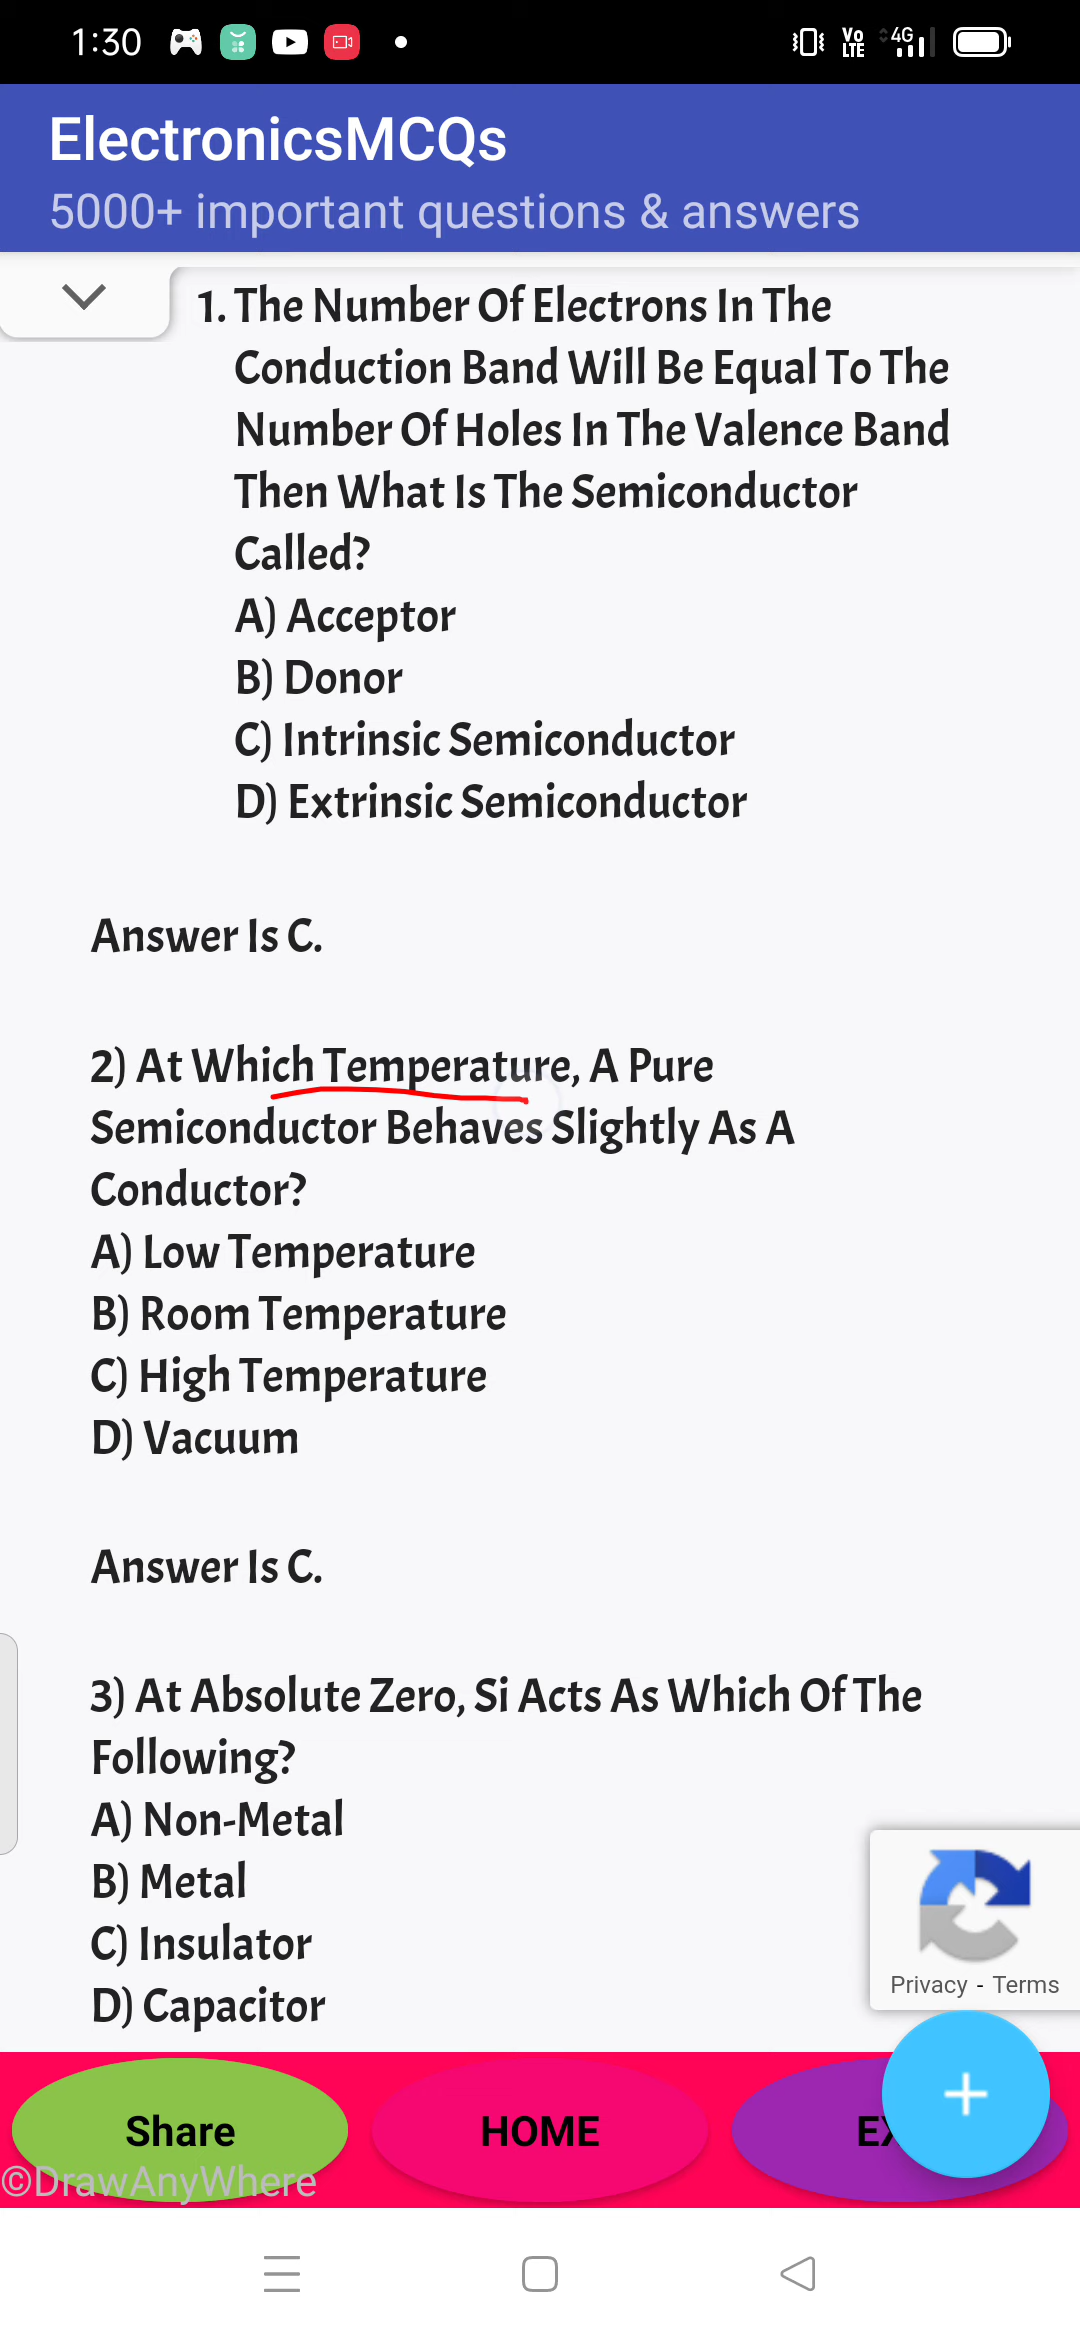 1:30
Vo LTE 4G
ElectronicsMCQs
5000+ important questions & answers
1. The Number Of Electrons In The
Conduction Band Will Be Equal To The
Number Of Holes In The Valence Band
Then What Is The Semiconductor
Called?
A) Acceptor
B) Donor
C) Intrinsic Semiconductor
D) Extrinsic Semiconductor
Answer Is C.
2) At Which Temperature, A Pure
Semiconductor Behaves Slightly As A
Conductor?
A) Low Temperature
B) Room Temperature
C) High Temperature
D) Vacuum
Answer Is C.
3) At Absolute Zero, Si Acts As Which Of The
Following?
A) Non-Metal
B) Metal
C) Insulator
D) Capacitor
Privacy - Terms
+
Share
HOME
©DrawAnyWhere